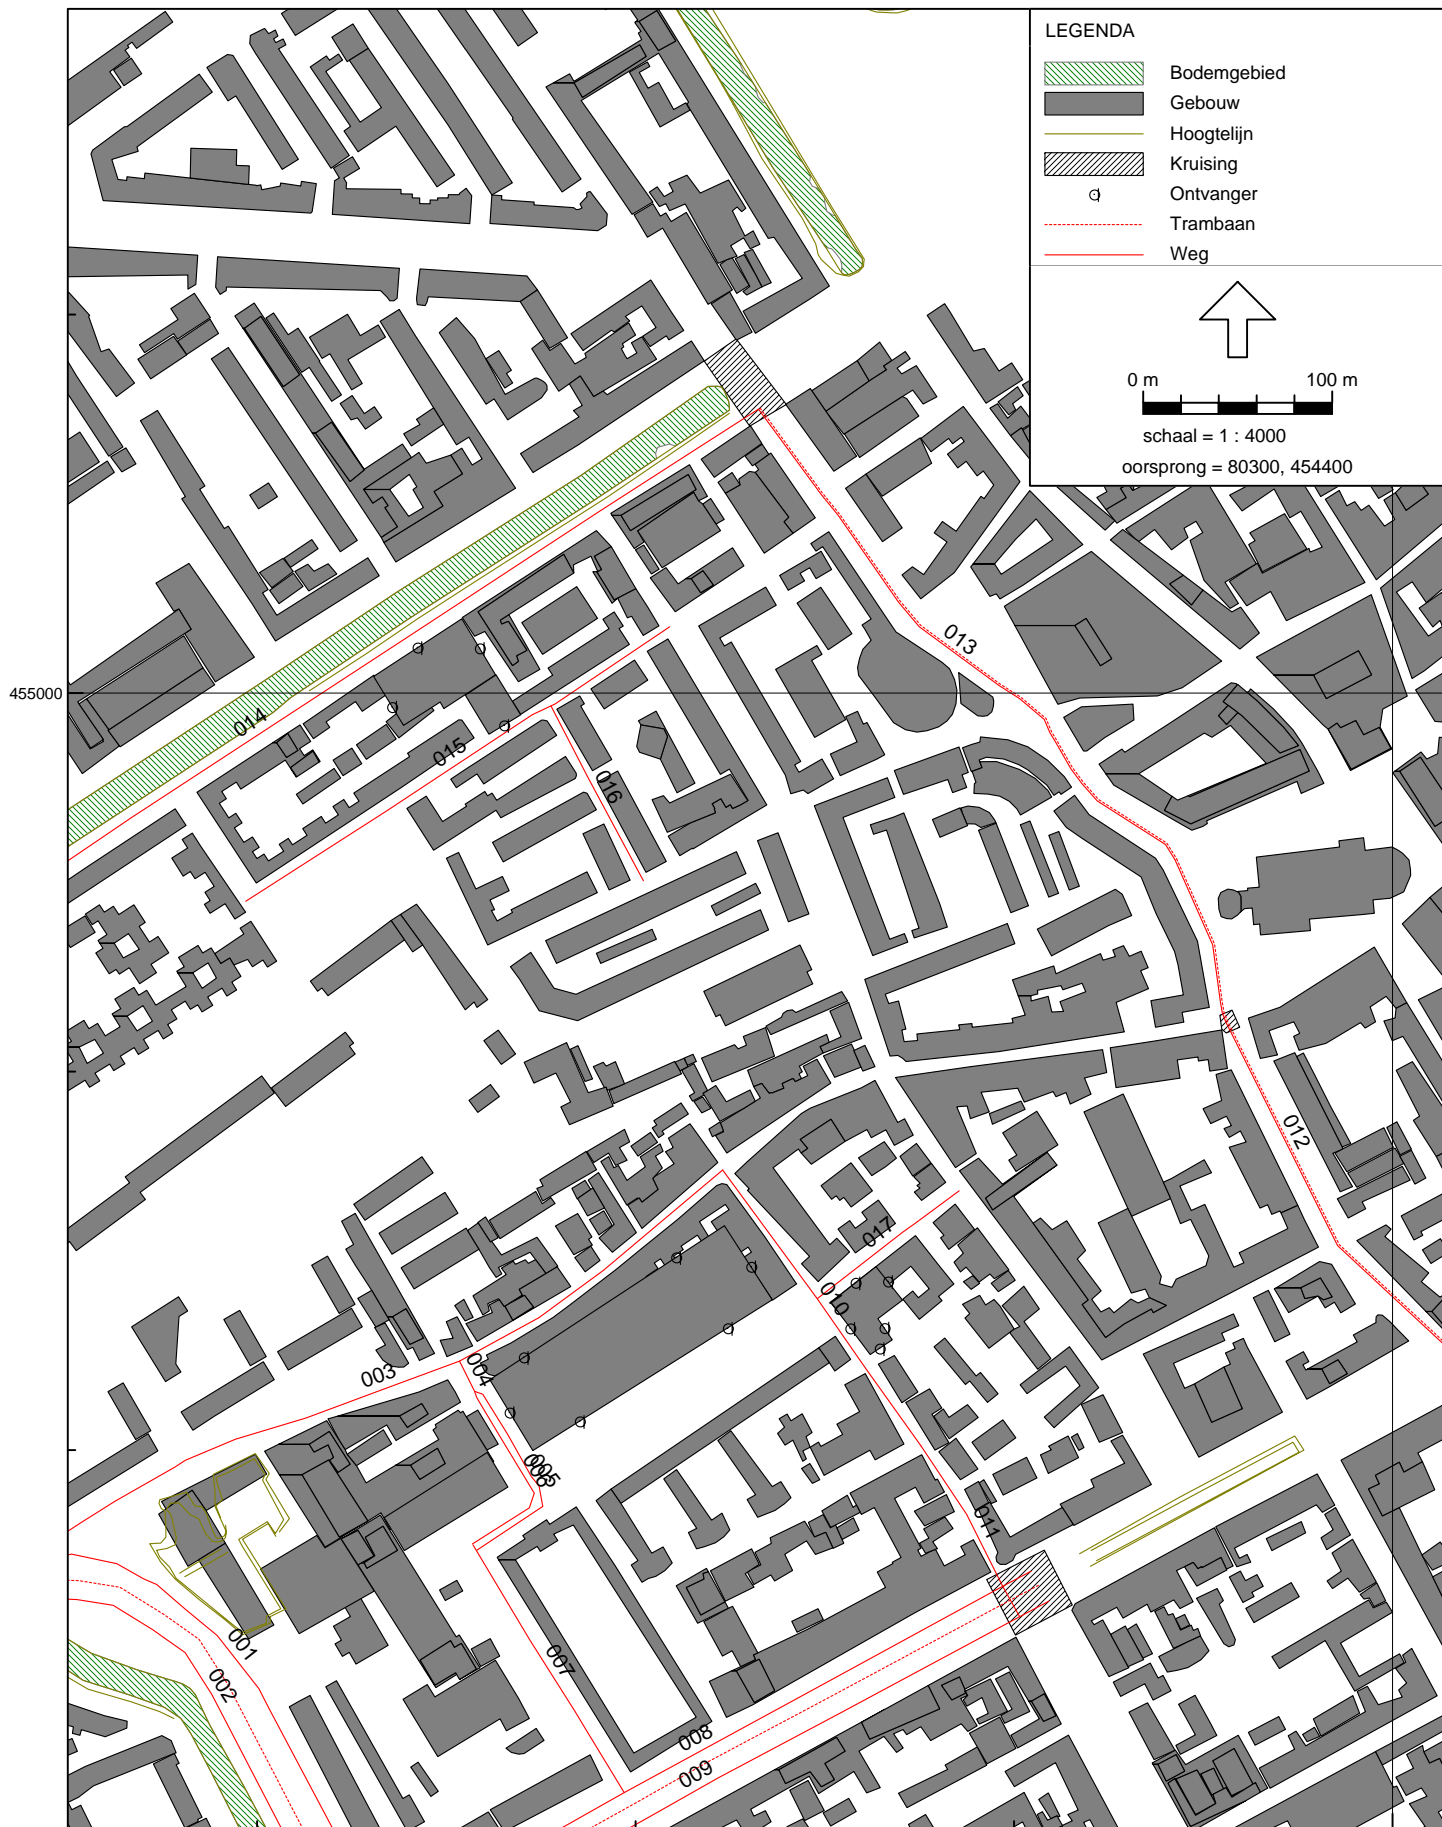 LEGENDA
Bodemgebied
Gebouw
Hoogtelijn
Kruising
Ontvanger
Trambaan
Weg
0 m 100 m
schaal = 1 : 4000
oorsprong = 80300, 454400
013
455000
014
015
016
012
017
010
003
004
005
006
011
001
002
007
008
009